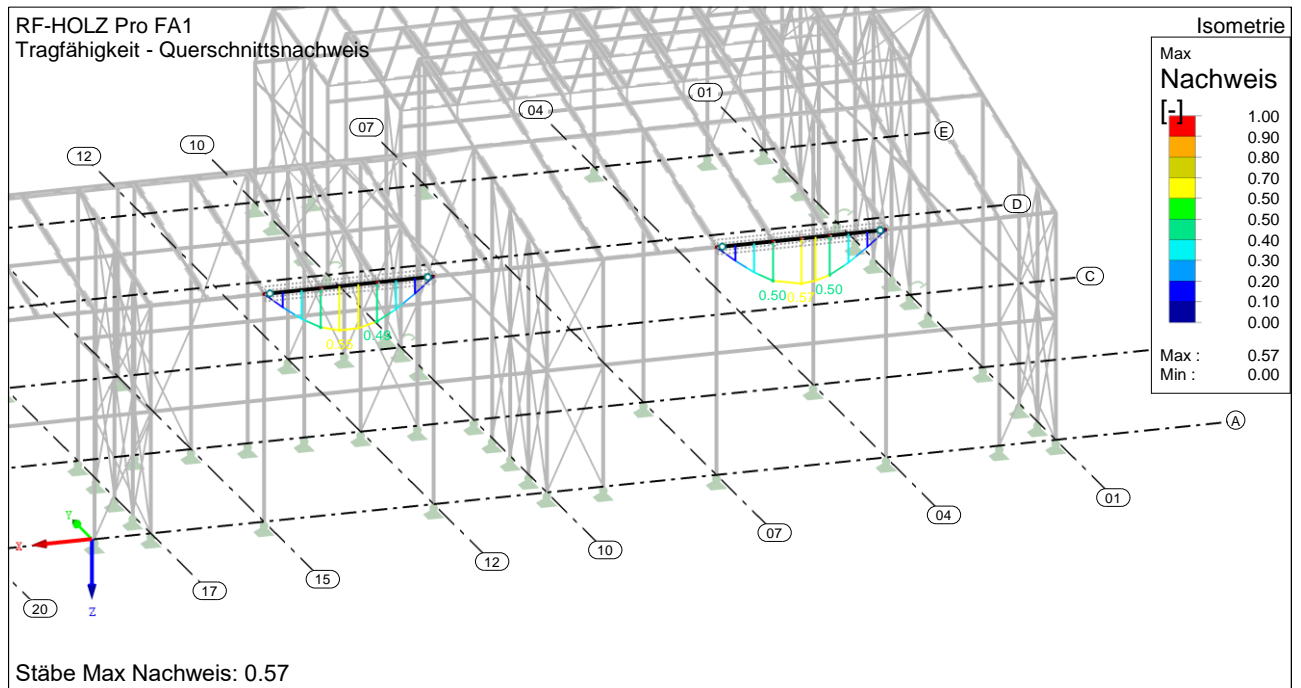 RF-HOLZ Pro FA1
Tragfähigkeit - Querschnittsnachweis
Isometrie
Max
Nachweis
[-]
1.00
0.90
0.80
0.70
0.50
0.50
0.40
0.30
0.20
0.10
0.00
Max : 0.57
Min : 0.00
01
04
07
10
12
E
D
C
A
0.50 0.57 0.50
0.49
01
04
07
10
12
15
17
20
X
Y
Z
Stäbe Max Nachweis: 0.57